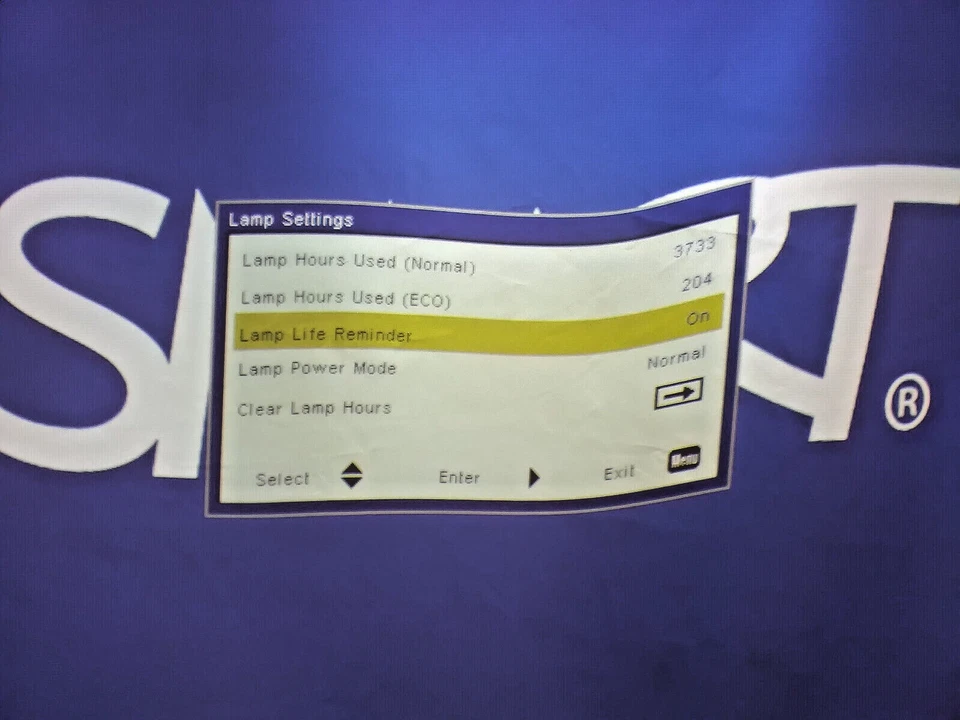 SMART®
Lamp Settings
Lamp Hours Used (Normal) 3733
Lamp Hours Used (ECO) 204
Lamp Life Reminder On
Lamp Power Mode Normal
Clear Lamp Hours
Select Enter Exit Menu